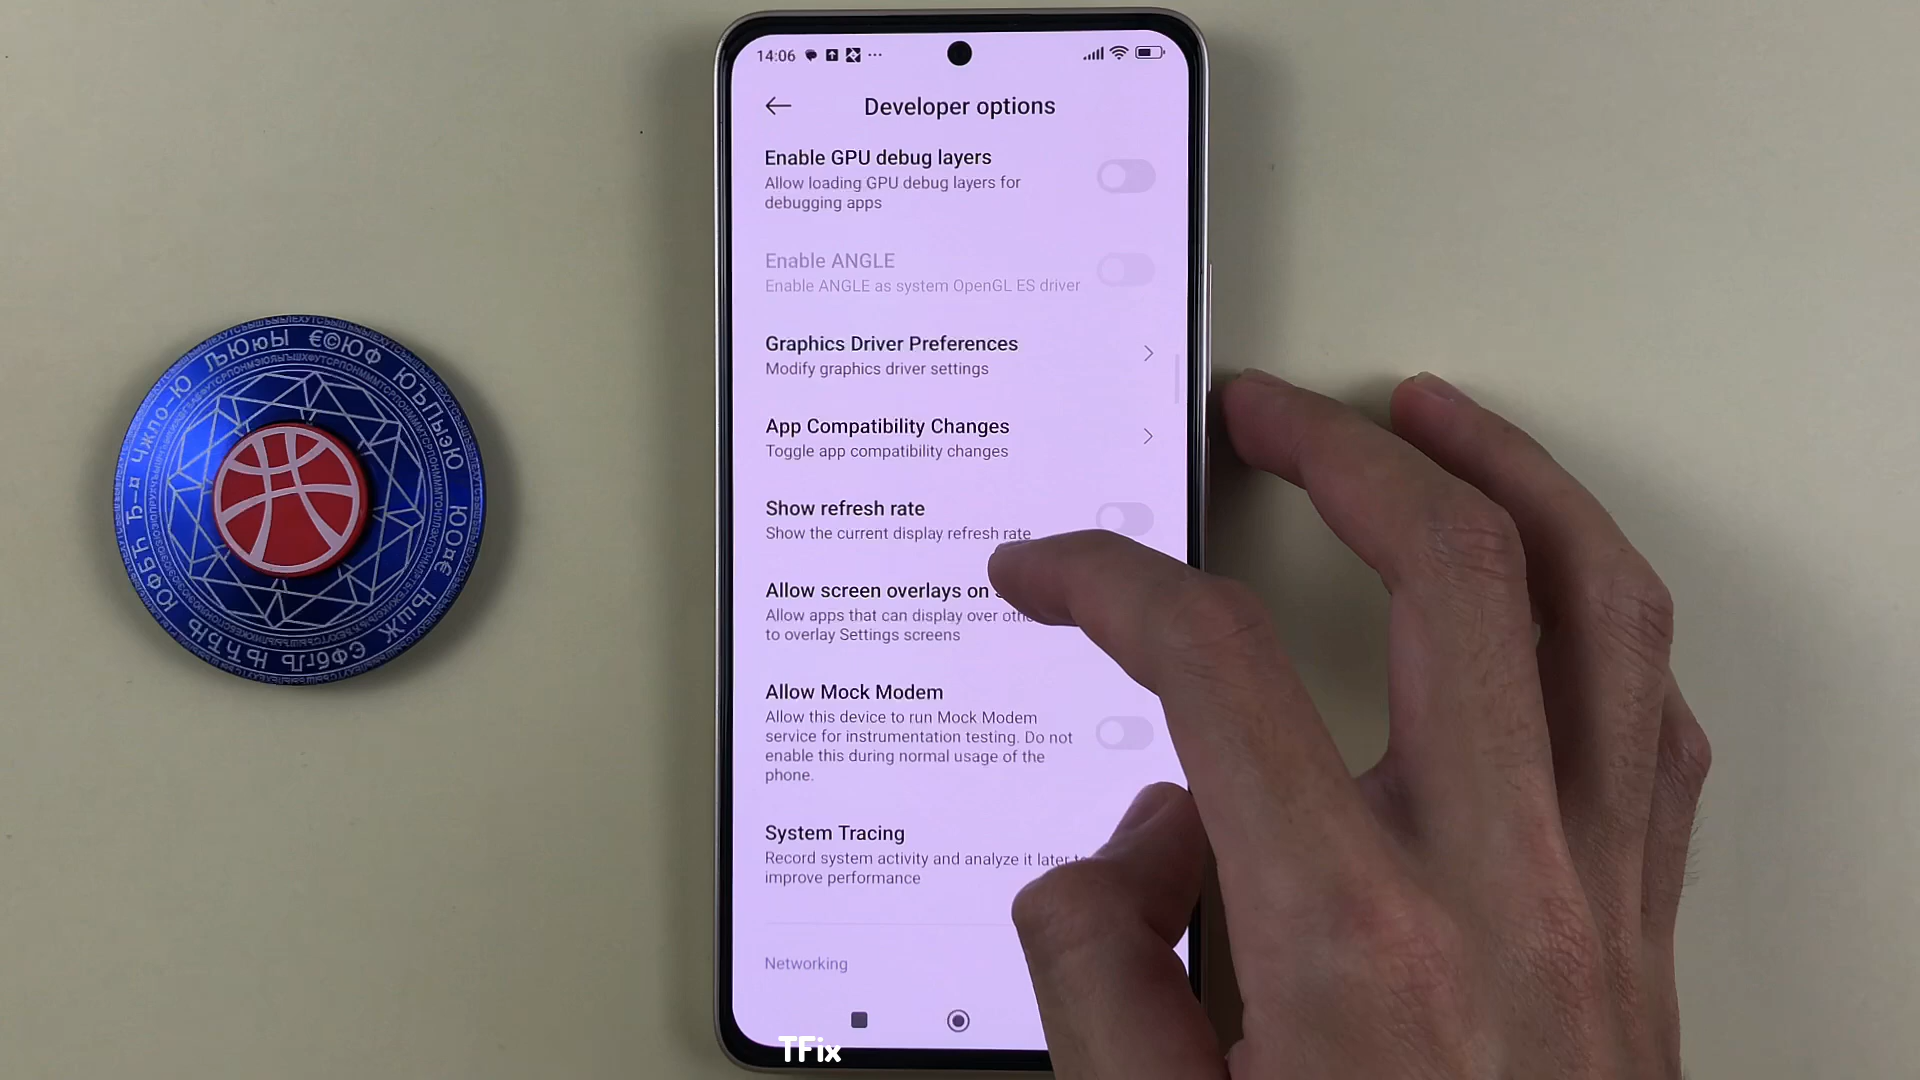 14:06
Developer options
Enable GPU debug layers
Allow loading GPU debug layers for
debugging apps
Enable ANGLE
Enable ANGLE as system OpenGL ES driver
Graphics Driver Preferences
Modify graphics driver settings
App Compatibility Changes
Toggle app compatibility changes
Show refresh rate
Show the current display refresh rate
Allow screen overlays on
Allow apps that can display over
to overlay Settings screens
Allow Mock Modem
Allow this device to run Mock Modem
service for instrumentation testing. Do not
enable this during normal usage of the
phone.
System Tracing
Record system activity and analyze it later to
improve performance
Networking
TFix